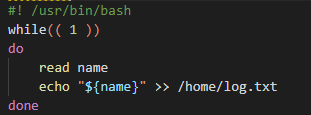 #! /usr/bin/bash
while(( 1 ))
do
    read name
    echo "${name}" >> /home/log.txt
done